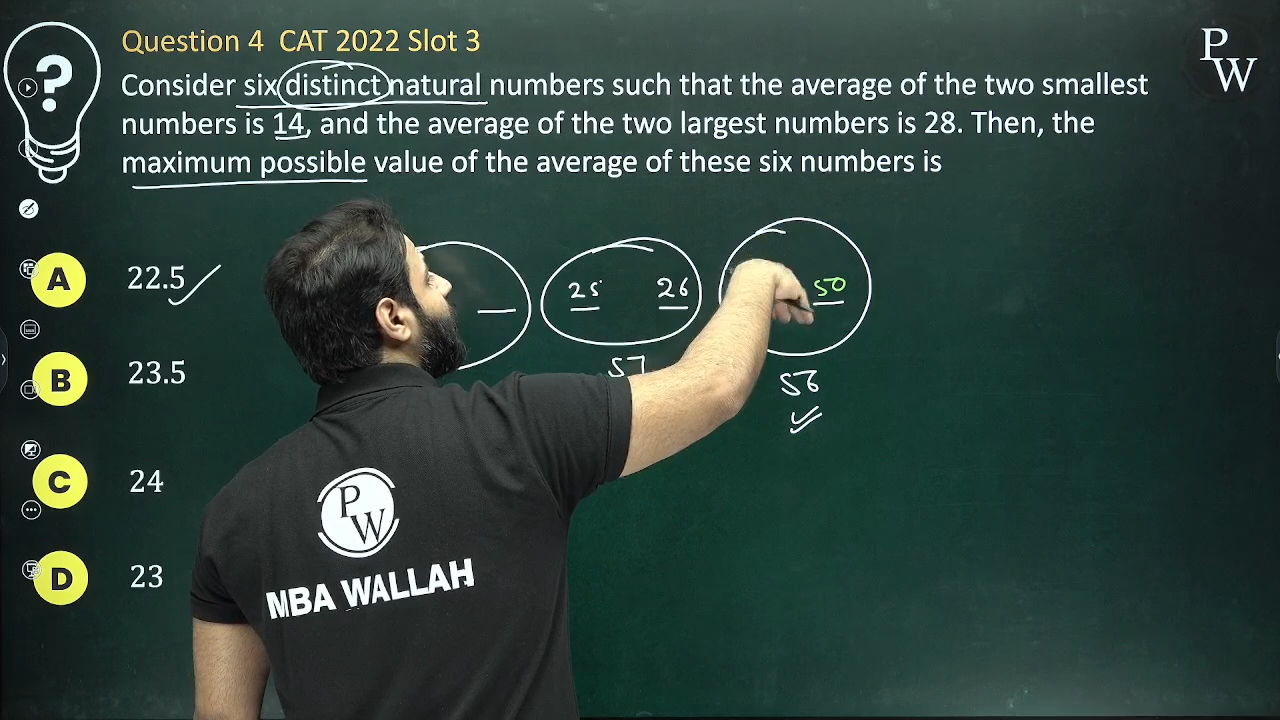 Question 4 CAT 2022 Slot 3
PW
Consider six distinct natural numbers such that the average of the two smallest
numbers is 14, and the average of the two largest numbers is 28. Then, the
maximum possible value of the average of these six numbers is
A 22.5
25 26 50
B 23.5
57 56
C 24
D 23
PW
MBA WALLAH